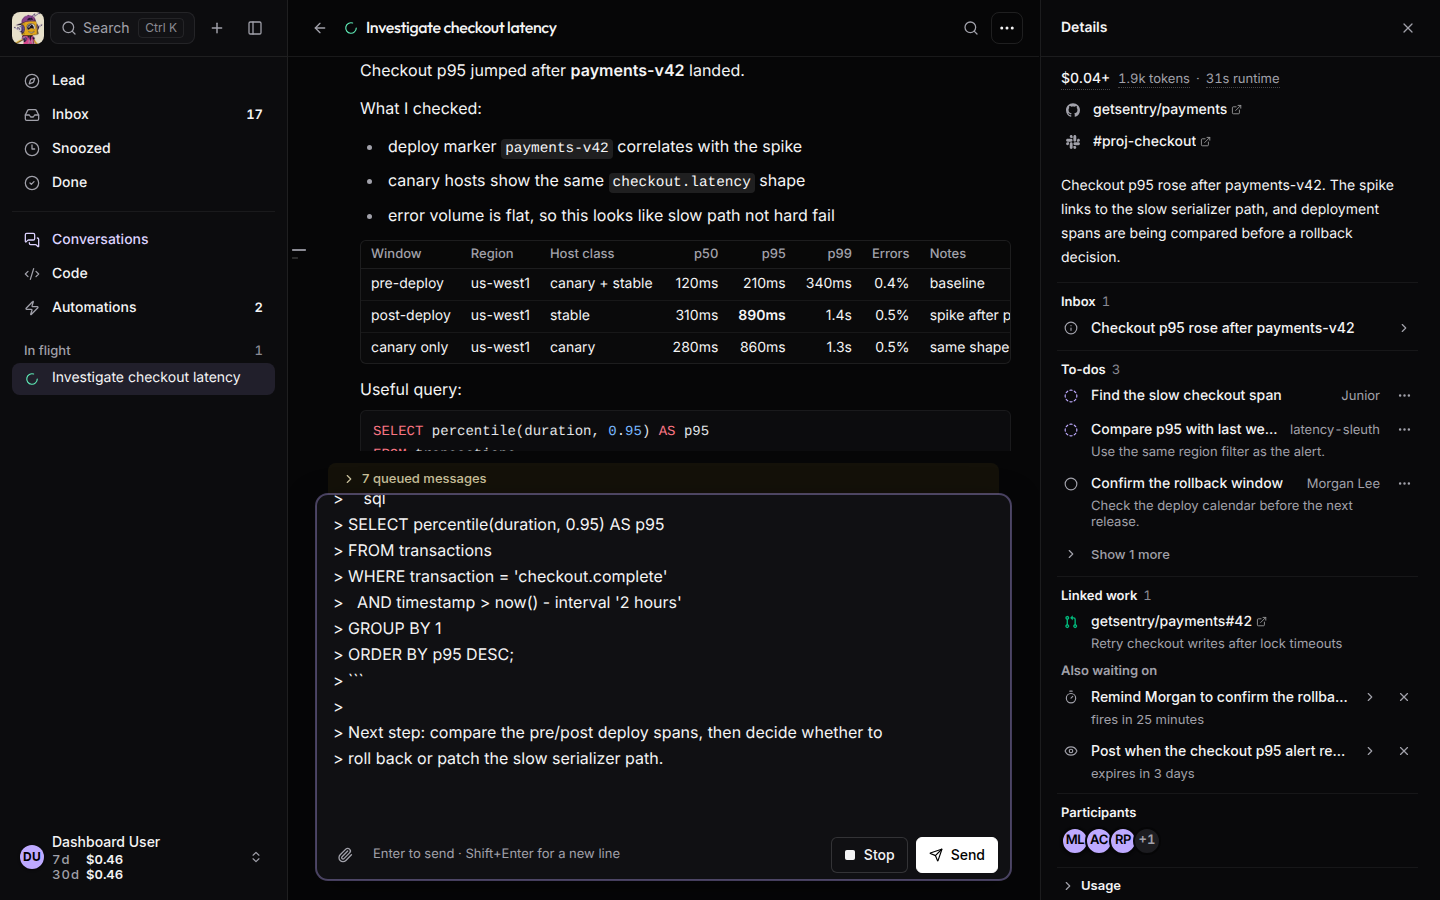 Search Ctrl K
Lead
Inbox 17
Snoozed
Done
Conversations
Code
Automations 2
In flight 1
Investigate checkout latency
DU
Dashboard User
7d $0.46
30d $0.46
Investigate checkout latency
Checkout p95 jumped after payments-v42 landed.
What I checked:
deploy marker payments-v42 correlates with the spike
canary hosts show the same checkout.latency shape
error volume is flat, so this looks like slow path not hard fail
Window Region Host class p50 p95 p99 Errors Notes
pre-deploy us-west1 canary + stable 120ms 210ms 340ms 0.4% baseline
post-deploy us-west1 stable 310ms 890ms 1.4s 0.5% spike after p
canary only us-west1 canary 280ms 860ms 1.3s 0.5% same shape
Useful query:
SELECT percentile(duration, 0.95) AS p95
7 queued messages
> sql
> SELECT percentile(duration, 0.95) AS p95
> FROM transactions
> WHERE transaction = 'checkout.complete'
>   AND timestamp > now() - interval '2 hours'
> GROUP BY 1
> ORDER BY p95 DESC;
> ```
>
> Next step: compare the pre/post deploy spans, then decide whether to
> roll back or patch the slow serializer path.
Enter to send · Shift+Enter for a new line
Stop
Send
Details
$0.04+ 1.9k tokens · 31s runtime
getsentry/payments
#proj-checkout
Checkout p95 rose after payments-v42. The spike
links to the slow serializer path, and deployment
spans are being compared before a rollback
decision.
Inbox 1
Checkout p95 rose after payments-v42
To-dos 3
Find the slow checkout span Junior
Compare p95 with last we... latency-sleuth
Use the same region filter as the alert.
Confirm the rollback window Morgan Lee
Check the deploy calendar before the next
release.
Show 1 more
Linked work 1
getsentry/payments#42
Retry checkout writes after lock timeouts
Also waiting on
Remind Morgan to confirm the rollba...
fires in 25 minutes
Post when the checkout p95 alert re...
expires in 3 days
Participants
ML AC RP +1
Usage